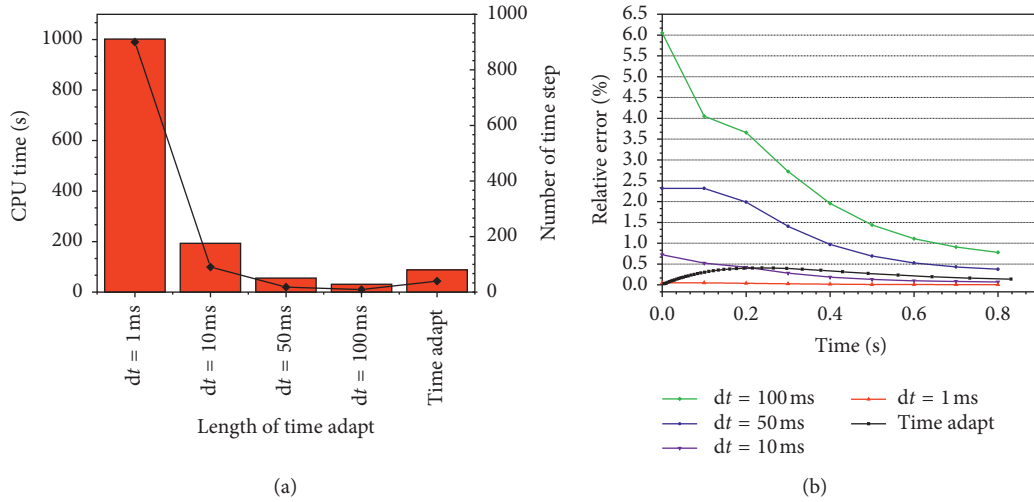 1000
800
600
400
200
0
CPU time (s)
1000
800
600
400
200
0
Number of time step
dt = 1 ms
dt = 10 ms
dt = 50 ms
dt = 100 ms
Time adapt
Length of time adapt
(a)
6.5
6.0
5.5
5.0
4.5
4.0
3.5
3.0
2.5
2.0
1.5
1.0
0.5
0.0
Relative error (%)
0.0
0.2
0.4
0.6
0.8
Time (s)
dt = 100 ms
dt = 50 ms
dt = 10 ms
dt = 1 ms
Time adapt
(b)